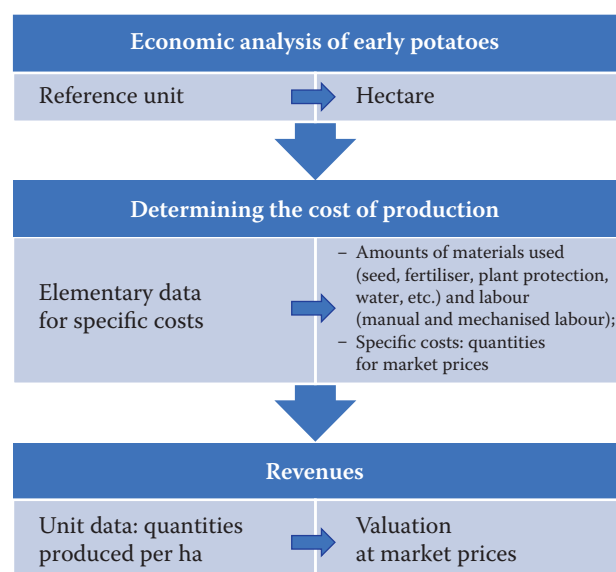 Economic analysis of early potatoes
Reference unit
Hectare
Determining the cost of production
Elementary data
for specific costs
– Amounts of materials used
(seed, fertiliser, plant protection,
water, etc.) and labour
(manual and mechanised labour);
– Specific costs: quantities
for market prices
Revenues
Unit data: quantities
produced per ha
Valuation
at market prices